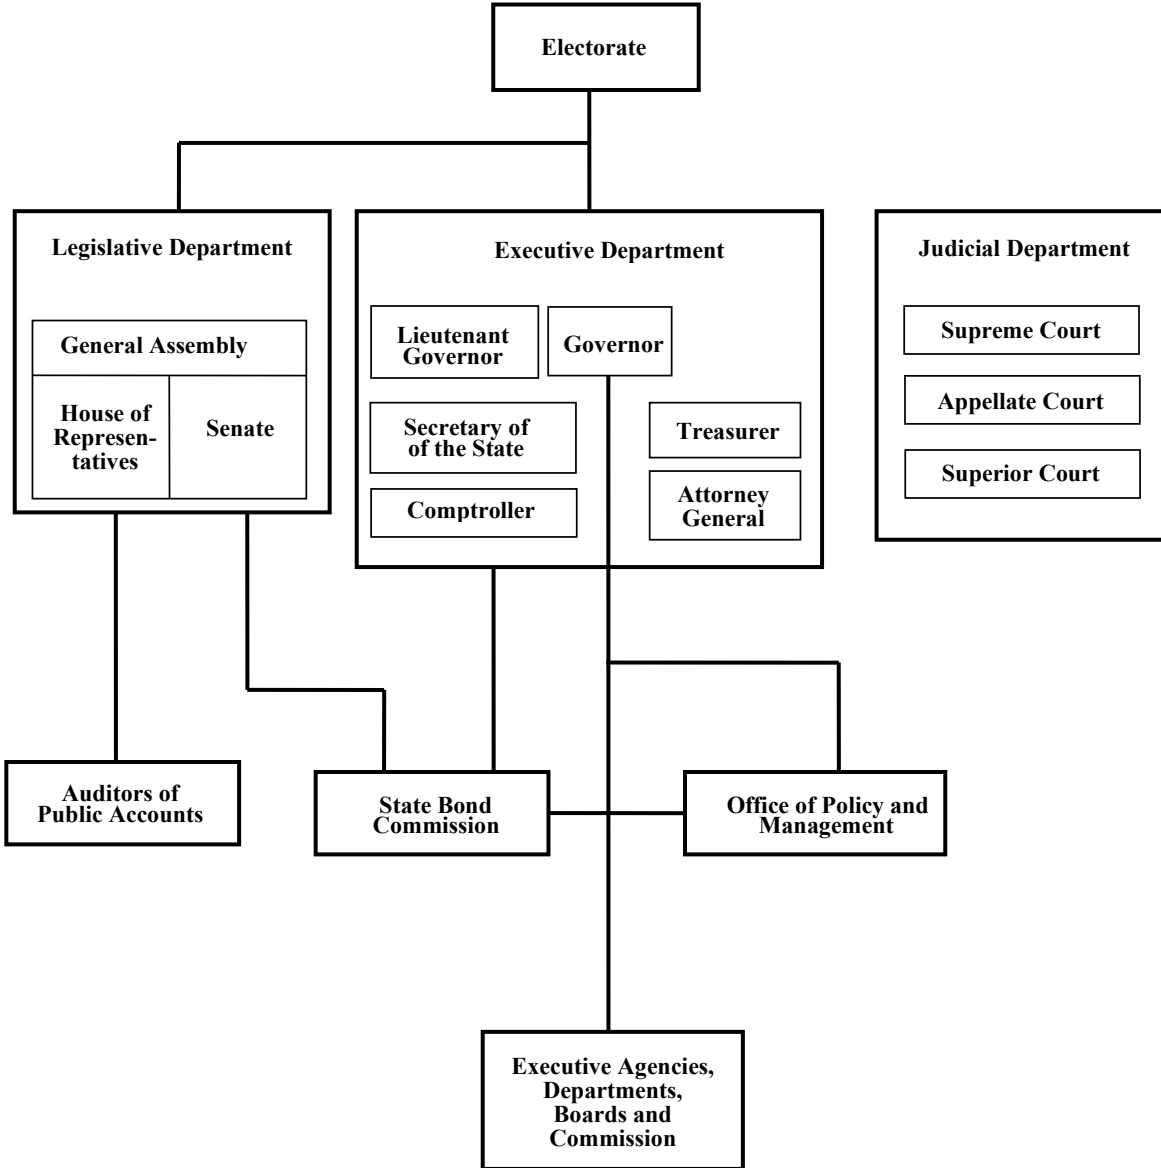 Electorate
Legislative Department
General Assembly
House of
Represen-
tatives
Senate
Executive Department
Lieutenant
Governor
Governor
Secretary of
of the State
Treasurer
Comptroller
Attorney
General
Judicial Department
Supreme Court
Appellate Court
Superior Court
Auditors of
Public Accounts
State Bond
Commission
Office of Policy and
Management
Executive Agencies,
Departments,
Boards and
Commission